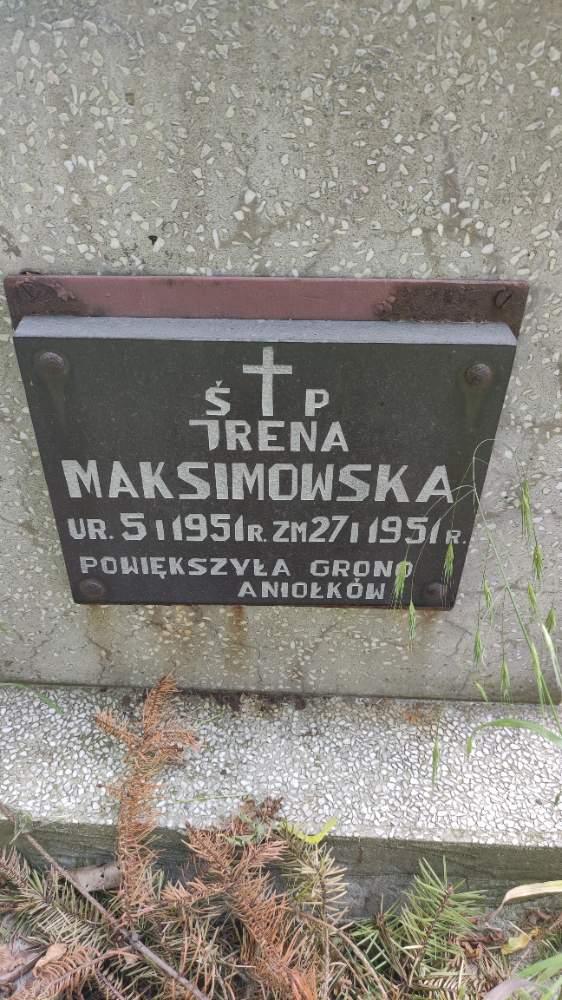 Ś P
IRENA
MAKSIMOWSKA
UR. 5 I 1951 R. ZM 27 I 1951 R.
POWIĘKSZYŁA GRONO
ANIOŁKÓW